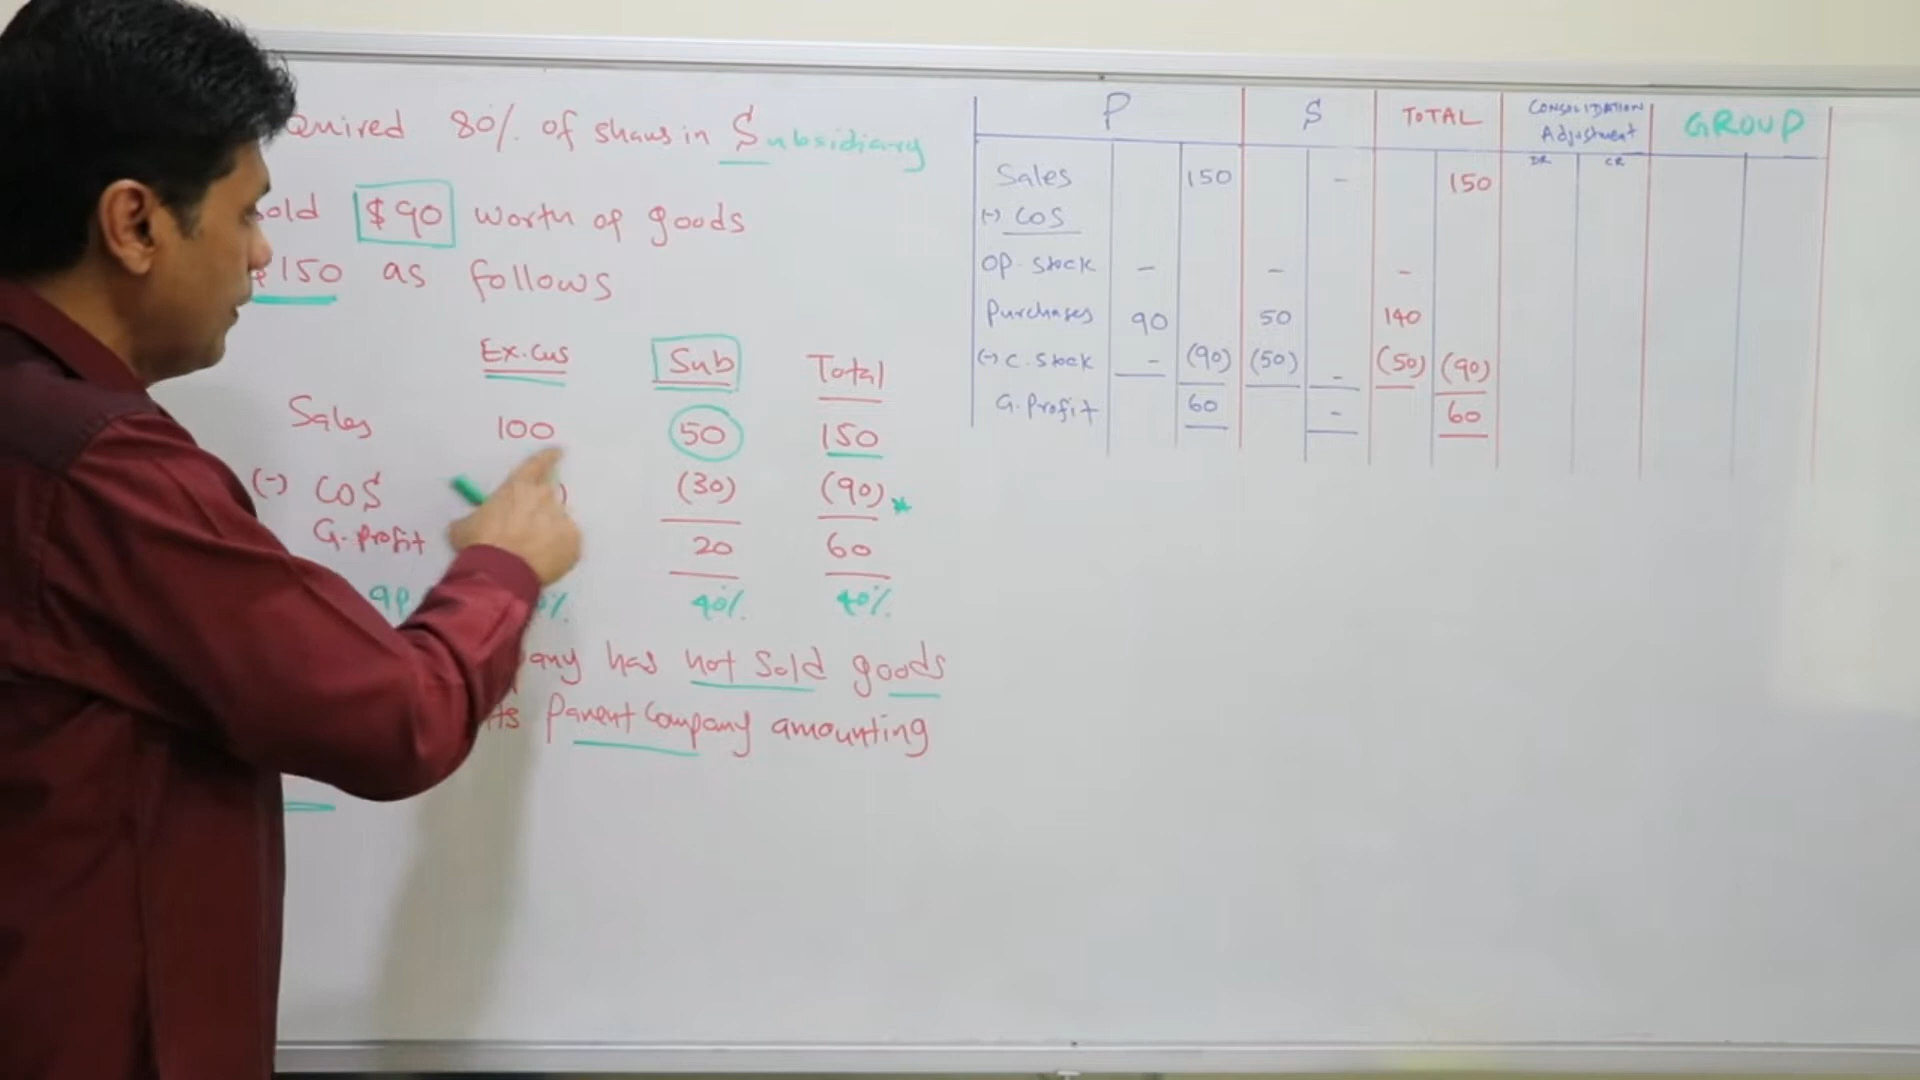 quired 80% of shares in Subsidiary
old $90 worth of goods
$150 as follows
Ex.Cus Sub Total
Sales 100 50 150
(-) COS ) (30) (90)*
G. Profit 20 60
gp % 40% 40%
pany has not sold goods
its Parent Company amounting
P S TOTAL CONSOLIDATION Adjustment GROUP
DR CR
Sales 150 - 150
(-) COS
OP. Stock - - -
Purchases 90 50 140
(-) C. Stock - (90) (50) - (50) (90)
G. Profit 60 - 60